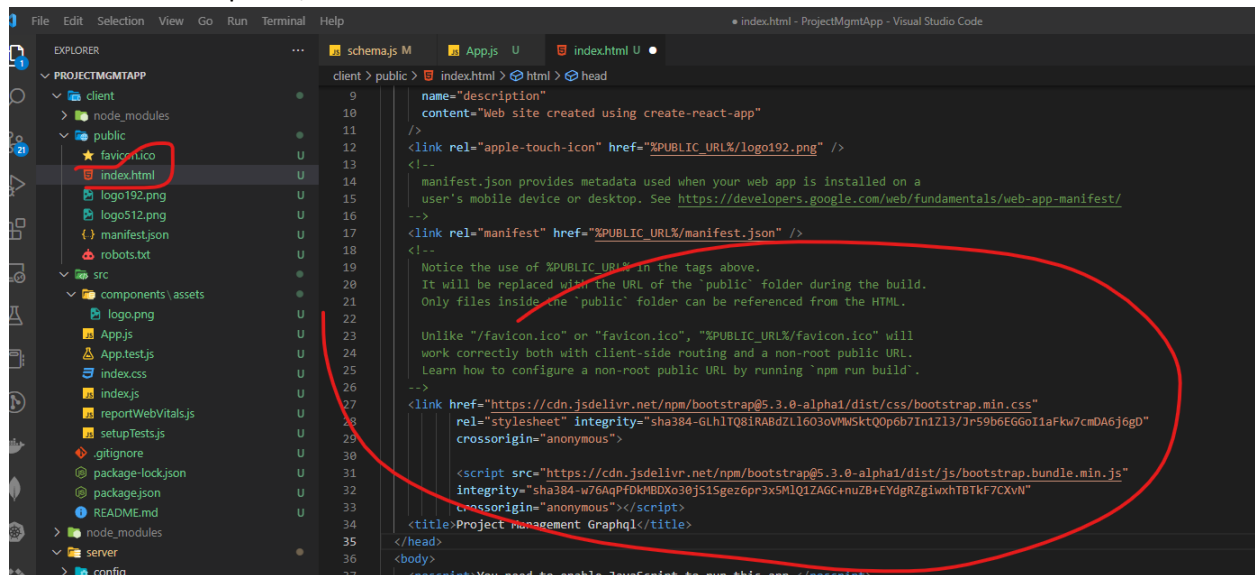 File Edit Selection View Go Run Terminal Help
● index.html - ProjectMgmtApp - Visual Studio Code
EXPLORER
PROJECTMGMTAPP
client
node_modules
public
favicon.ico U
index.html U
logo192.png U
logo512.png U
manifest.json U
robots.txt U
src
components\assets
logo.png U
App.js U
App.test.js U
index.css U
index.js U
reportWebVitals.js U
setupTests.js U
.gitignore U
package-lock.json U
package.json U
README.md U
node_modules
server
config
1
21
schema.js M App.js U index.html U ●
client > public > index.html > html > head
9 name="description"
10 content="Web site created using create-react-app"
11 />
12 <link rel="apple-touch-icon" href="%PUBLIC_URL%/logo192.png" />
13 <!--
14 manifest.json provides metadata used when your web app is installed on a
15 user's mobile device or desktop. See https://developers.google.com/web/fundamentals/web-app-manifest/
16 -->
17 <link rel="manifest" href="%PUBLIC_URL%/manifest.json" />
18 <!--
19 Notice the use of %PUBLIC_URL% in the tags above.
20 It will be replaced with the URL of the `public` folder during the build.
21 Only files inside the `public` folder can be referenced from the HTML.
22
23 Unlike "/favicon.ico" or "favicon.ico", "%PUBLIC_URL%/favicon.ico" will
24 work correctly both with client-side routing and a non-root public URL.
25 Learn how to configure a non-root public URL by running `npm run build`.
26 -->
27 <link href="https://cdn.jsdelivr.net/npm/bootstrap@5.3.0-alpha1/dist/css/bootstrap.min.css"
28 rel="stylesheet" integrity="sha384-GLhlTQ8iRABdZLl6O3oVMWSktQOp6b7In1Zl3/Jr59b6EGGoI1aFkw7cmDA6j6gD"
29 crossorigin="anonymous">
30
31 <script src="https://cdn.jsdelivr.net/npm/bootstrap@5.3.0-alpha1/dist/js/bootstrap.bundle.min.js"
32 integrity="sha384-w76AqPfDkMBDXo30jS1Sgez6pr3x5MlQ1ZAGC+nuZB+EYdgRZgiwxhTBTkF7CXvN"
33 crossorigin="anonymous"></script>
34 <title>Project Management Graphql</title>
35 </head>
36 <body>
37 <noscript>You need to enable JavaScript to run this app.</noscript>